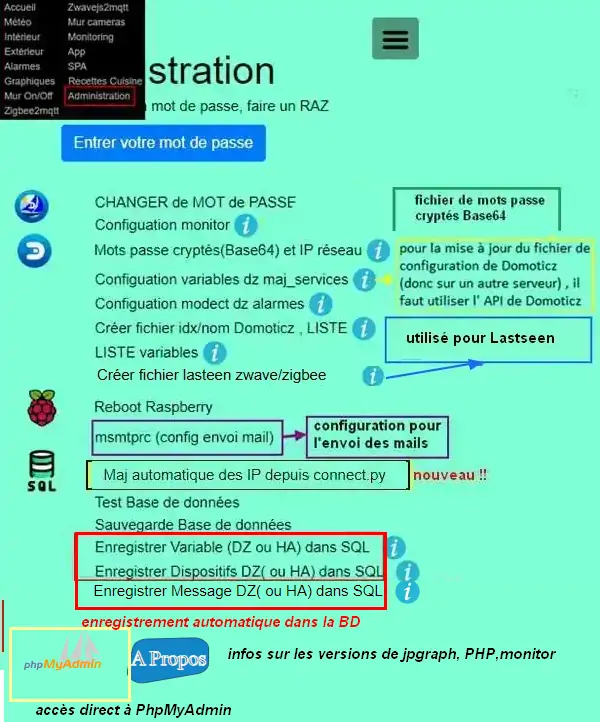 Accueil
Météo
Intérieur
Extérieur
Alarmes
Graphiques
Mur On/Off
Zigbee2mqtt
Zwavejs2mqtt
Mur cameras
Monitoring
App
SPA
Recettes Cuisine
Administration
stration
mot de passe, faire un RAZ
Entrer votre mot de passe
CHANGER de MOT de PASSE
fichier de mots passe
cryptés Base64
Configuation monitor
Mots passe cryptés(Base64) et IP réseau
pour la mise à jour du fichier de
configuration de Domoticz
(donc sur un autre serveur) , il
faut utiliser l' API de Domoticz
Configuation variables dz maj_services
Configuation modect dz alarmes
Créer fichier idx/nom Domoticz , LISTE
utilisé pour Lastseen
LISTE variables
Créer fichier lasteen zwave/zigbee
Reboot Raspberry
msmtprc (config envoi mail)
configuration pour
l'envoi des mails
SQL
Maj automatique des IP depuis connect.py
nouveau !!
Test Base de données
Sauvegarde Base de données
Enregistrer Variable (DZ ou HA) dans SQL
Enregistrer Dispositifs DZ( ou HA) dans SQL
Enregistrer Message DZ( ou HA) dans SQL
enregistrement automatique dans la BD
phpMyAdmin
A Propos
infos sur les versions de jpgraph, PHP,monitor
accès direct à PhpMyAdmin